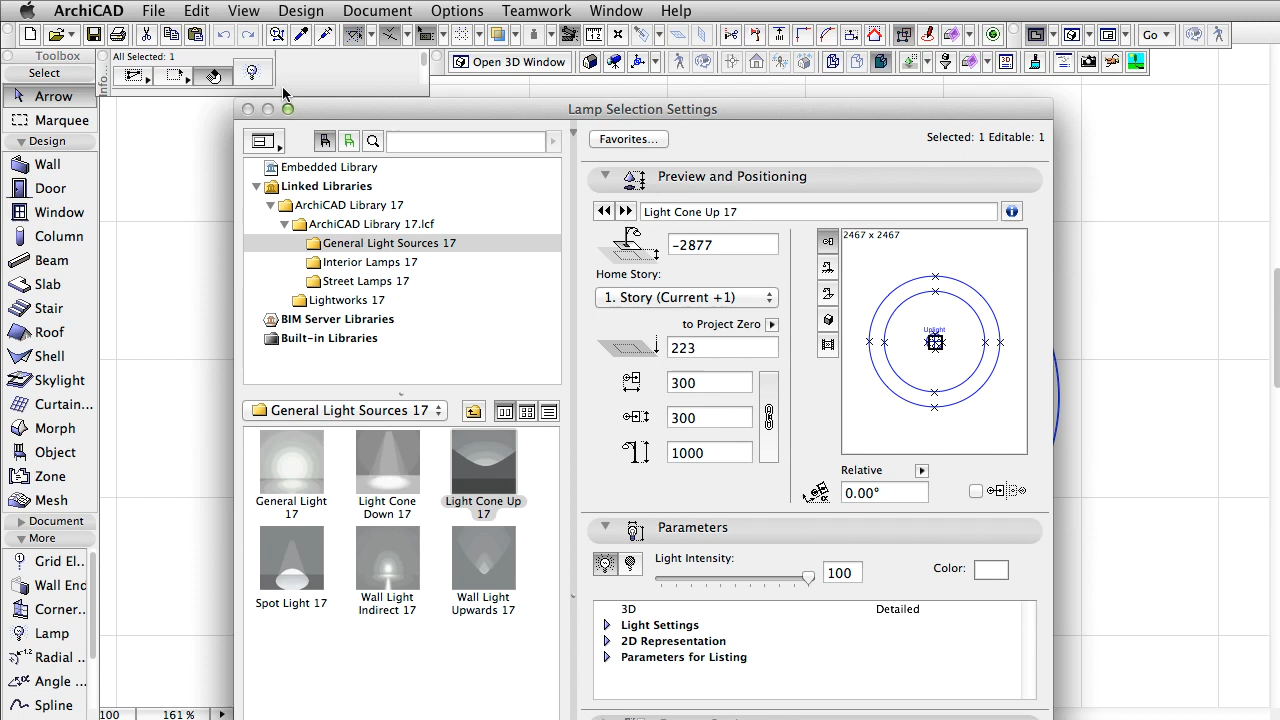 ArchiCAD File Edit View Design Document Options Teamwork Window Help
Go
Toolbox
All Selected: 1
Info...
Open 3D Window
Select
Arrow
Marquee
Design
Wall
Door
Window
Column
Beam
Slab
Stair
Roof
Shell
Skylight
Curtain...
Morph
Object
Zone
Mesh
Document
More
Grid El...
Wall End
Corner...
Lamp
1.2
Radial ...
Angle ...
Spline
Lamp Selection Settings
Embedded Library
Linked Libraries
ArchiCAD Library 17
ArchiCAD Library 17.lcf
General Light Sources 17
Interior Lamps 17
Street Lamps 17
Lightworks 17
BIM Server Libraries
Built-in Libraries
General Light Sources 17
General Light 17
Light Cone Down 17
Light Cone Up 17
Spot Light 17
Wall Light Indirect 17
Wall Light Upwards 17
Favorites...
Selected: 1 Editable: 1
Preview and Positioning
Light Cone Up 17
-2877
Home Story:
1. Story (Current +1)
to Project Zero
223
300
300
1000
2467 x 2467
Uplight
Relative
0.00°
Parameters
Light Intensity:
100
Color:
3D Detailed
Light Settings
2D Representation
Parameters for Listing
100 161 %